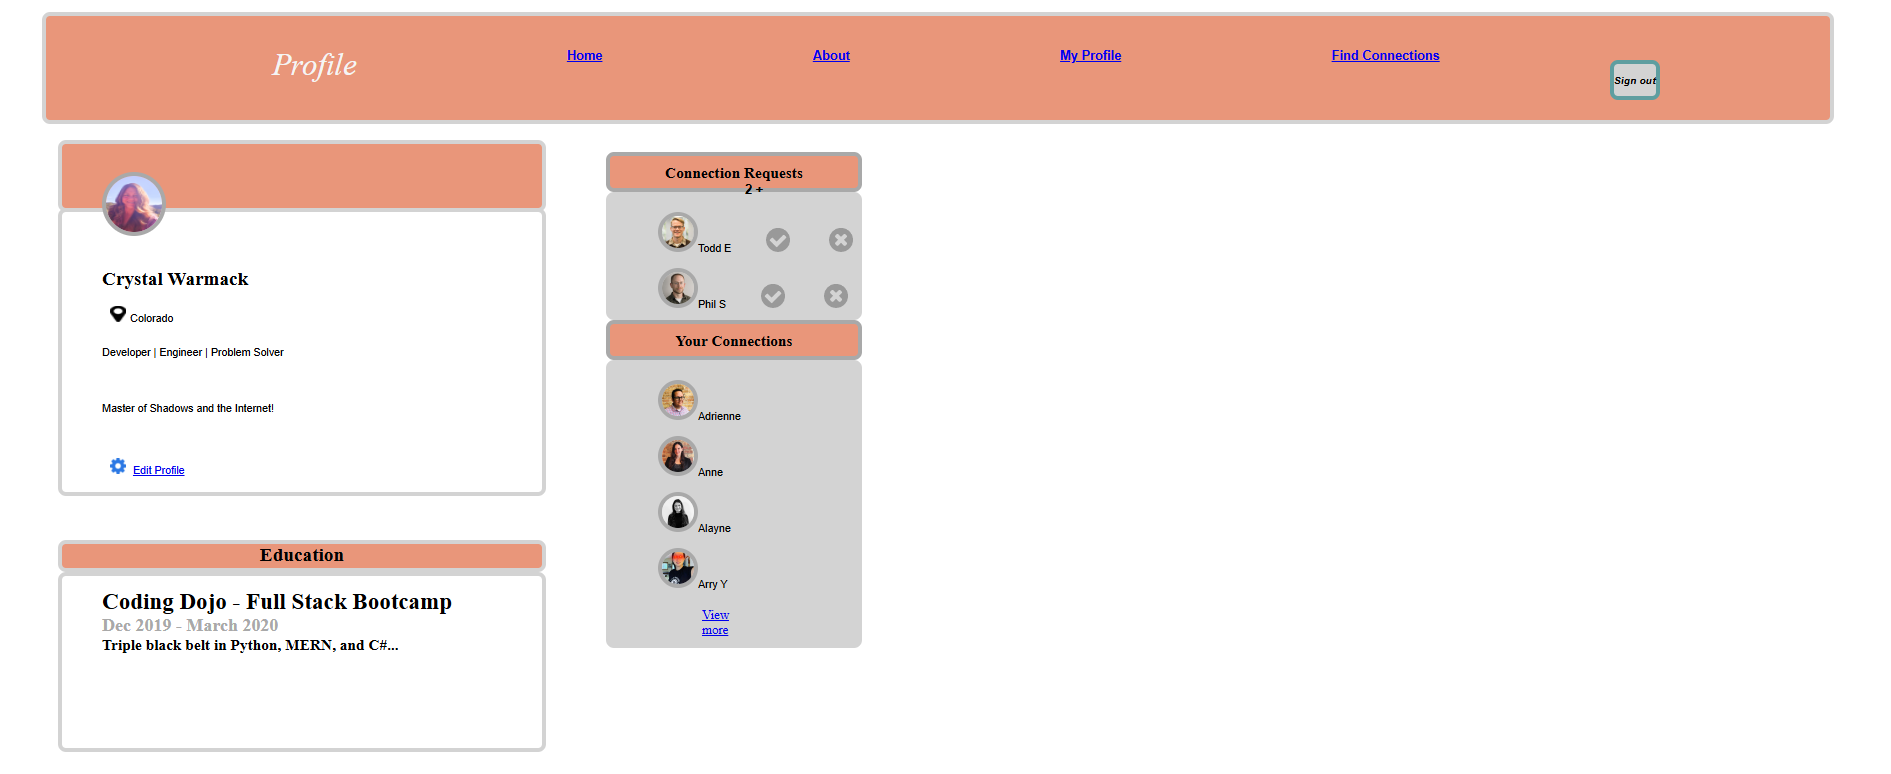 Profile
Home
About
My Profile
Find Connections
Sign out
Crystal Warmack
Colorado
Developer | Engineer | Problem Solver
Master of Shadows and the Internet!
Edit Profile
Education
Coding Dojo - Full Stack Bootcamp
Dec 2019 - March 2020
Triple black belt in Python, MERN, and C#...
Connection Requests
2 +
Todd E
Phil S
Your Connections
Adrienne
Anne
Alayne
Arry Y
View
more